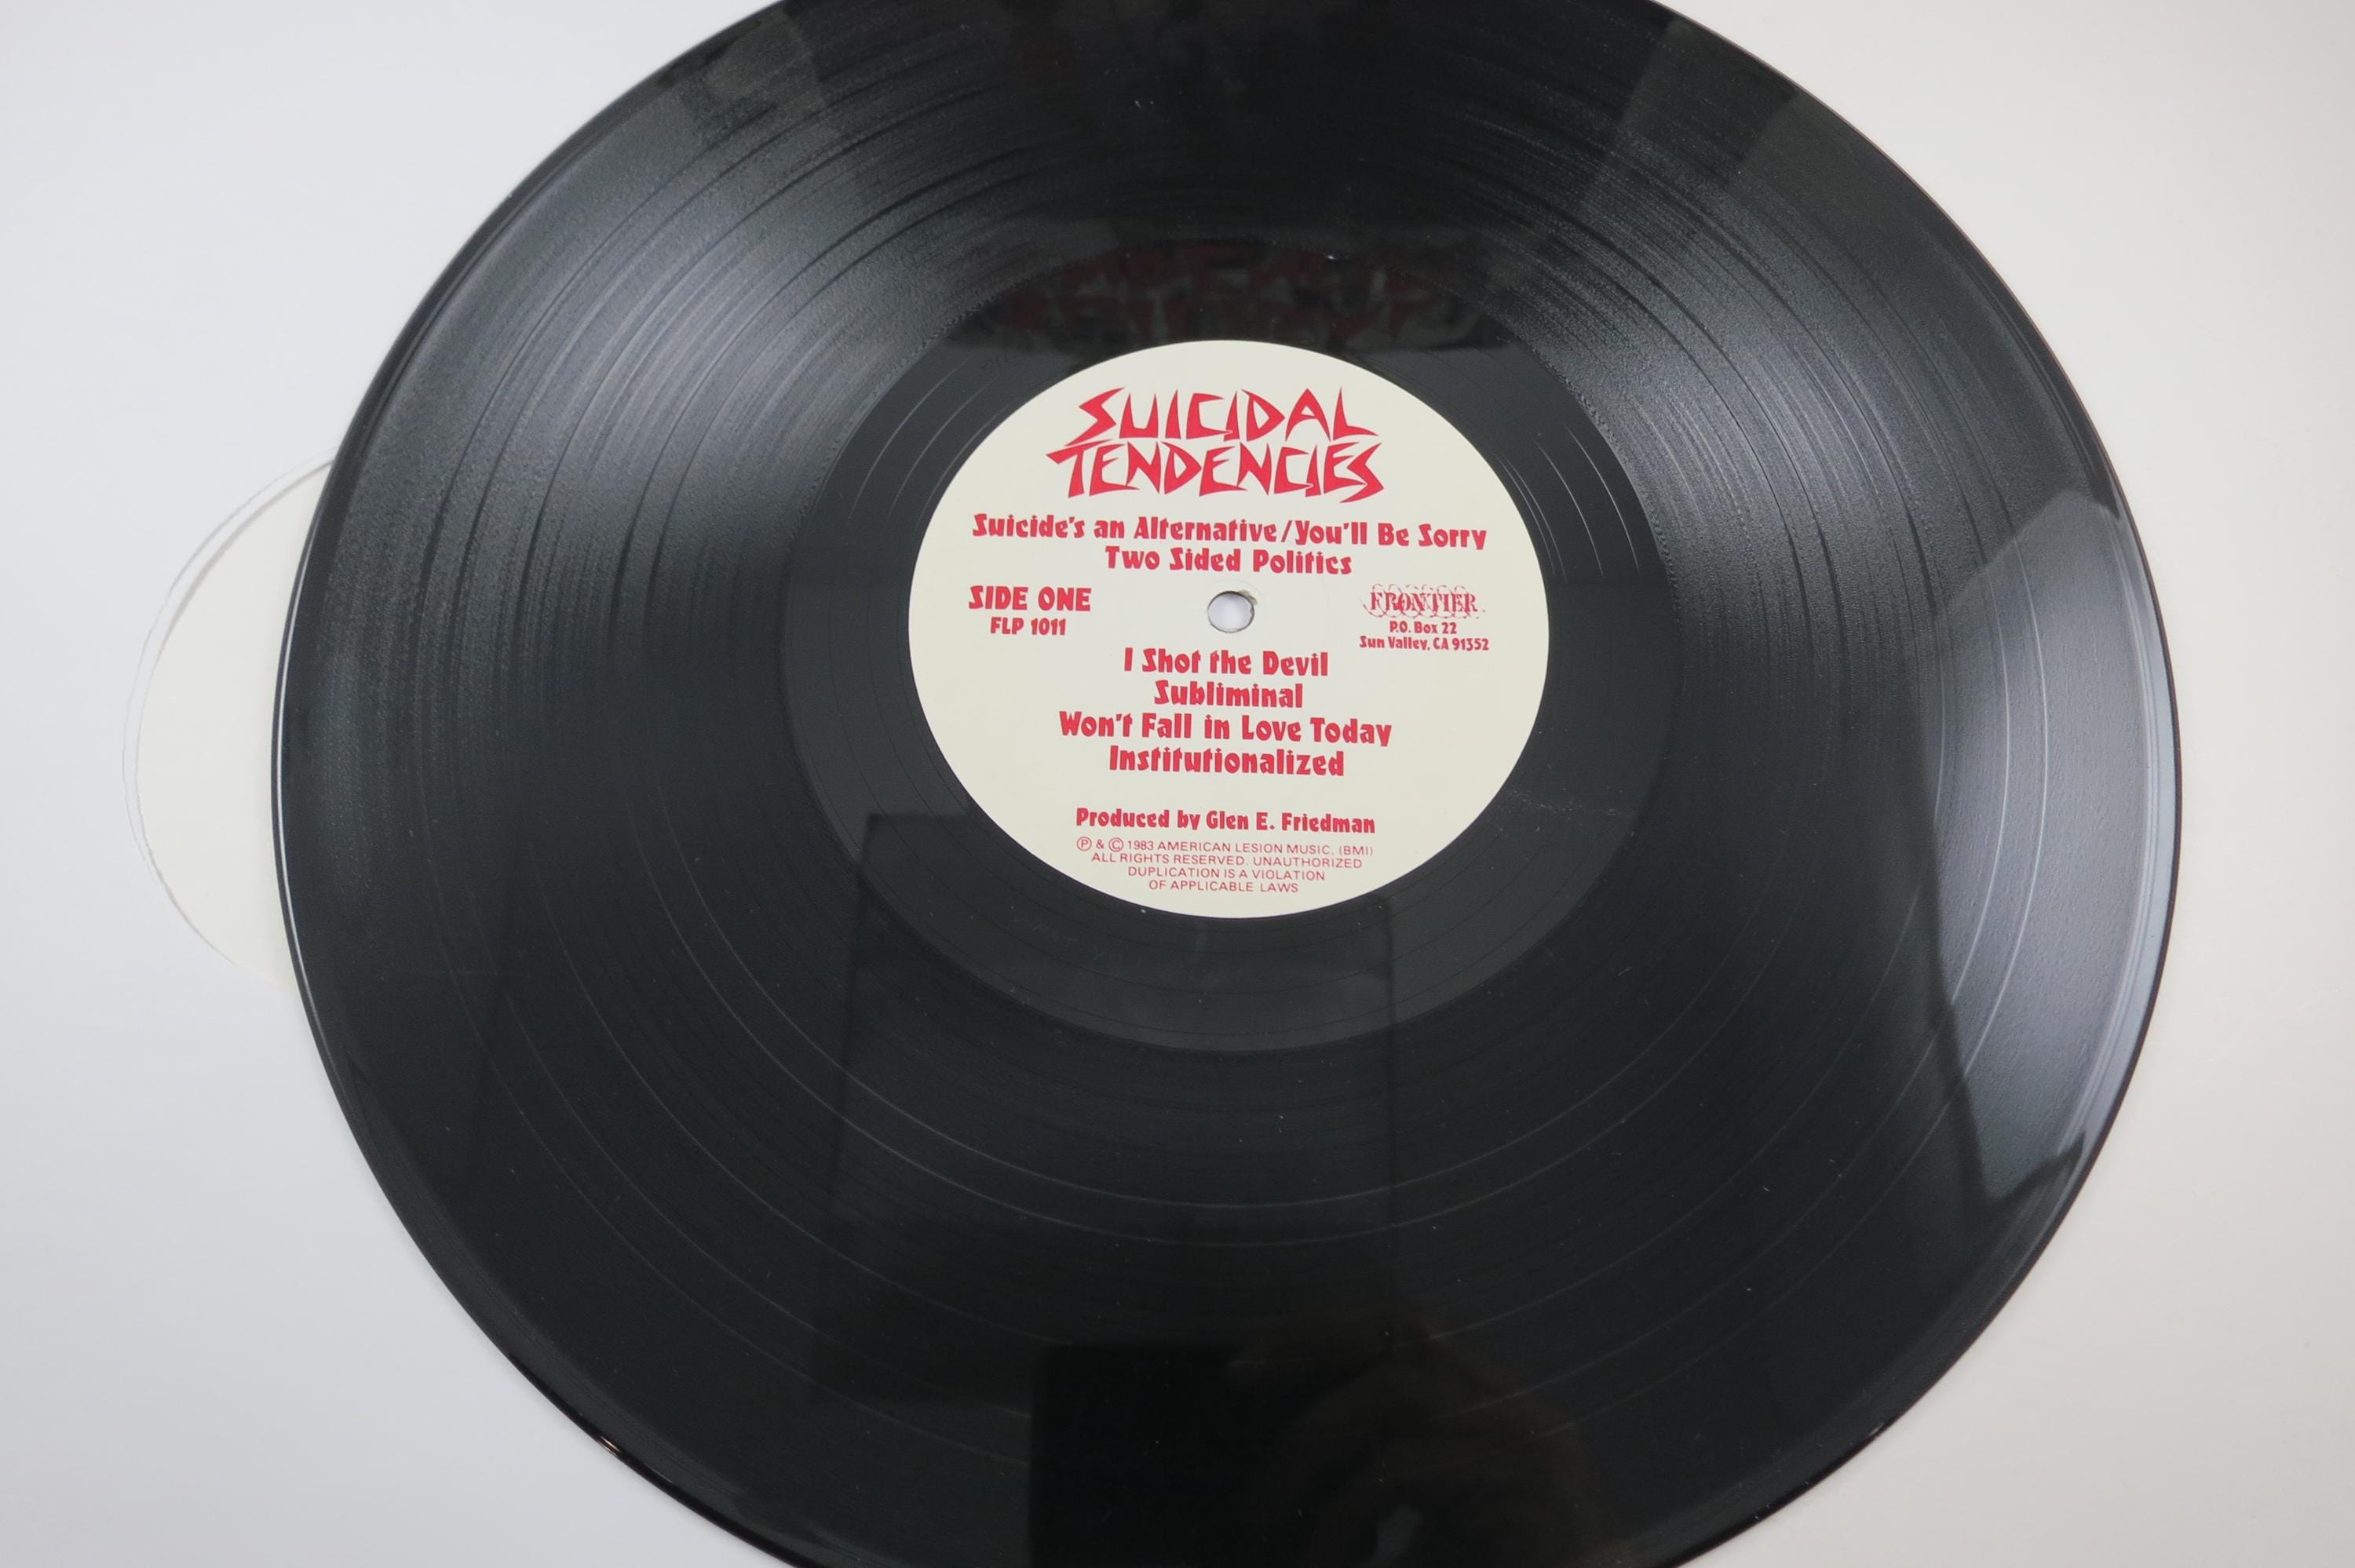 SUICIDAL
TENDENCIES
Suicide's an Alternative/You'll Be Sorry
Two Sided Politics
SIDE ONE
FLP 1011
FRONTIER
P.O. Box 22
Sun Valley, CA 91352
I Shot the Devil
Subliminal
Won't Fall in Love Today
Institutionalized
Produced by Glen E. Friedman
℗ & © 1983 AMERICAN LESION MUSIC, (BMI)
ALL RIGHTS RESERVED. UNAUTHORIZED
DUPLICATION IS A VIOLATION
OF APPLICABLE LAWS